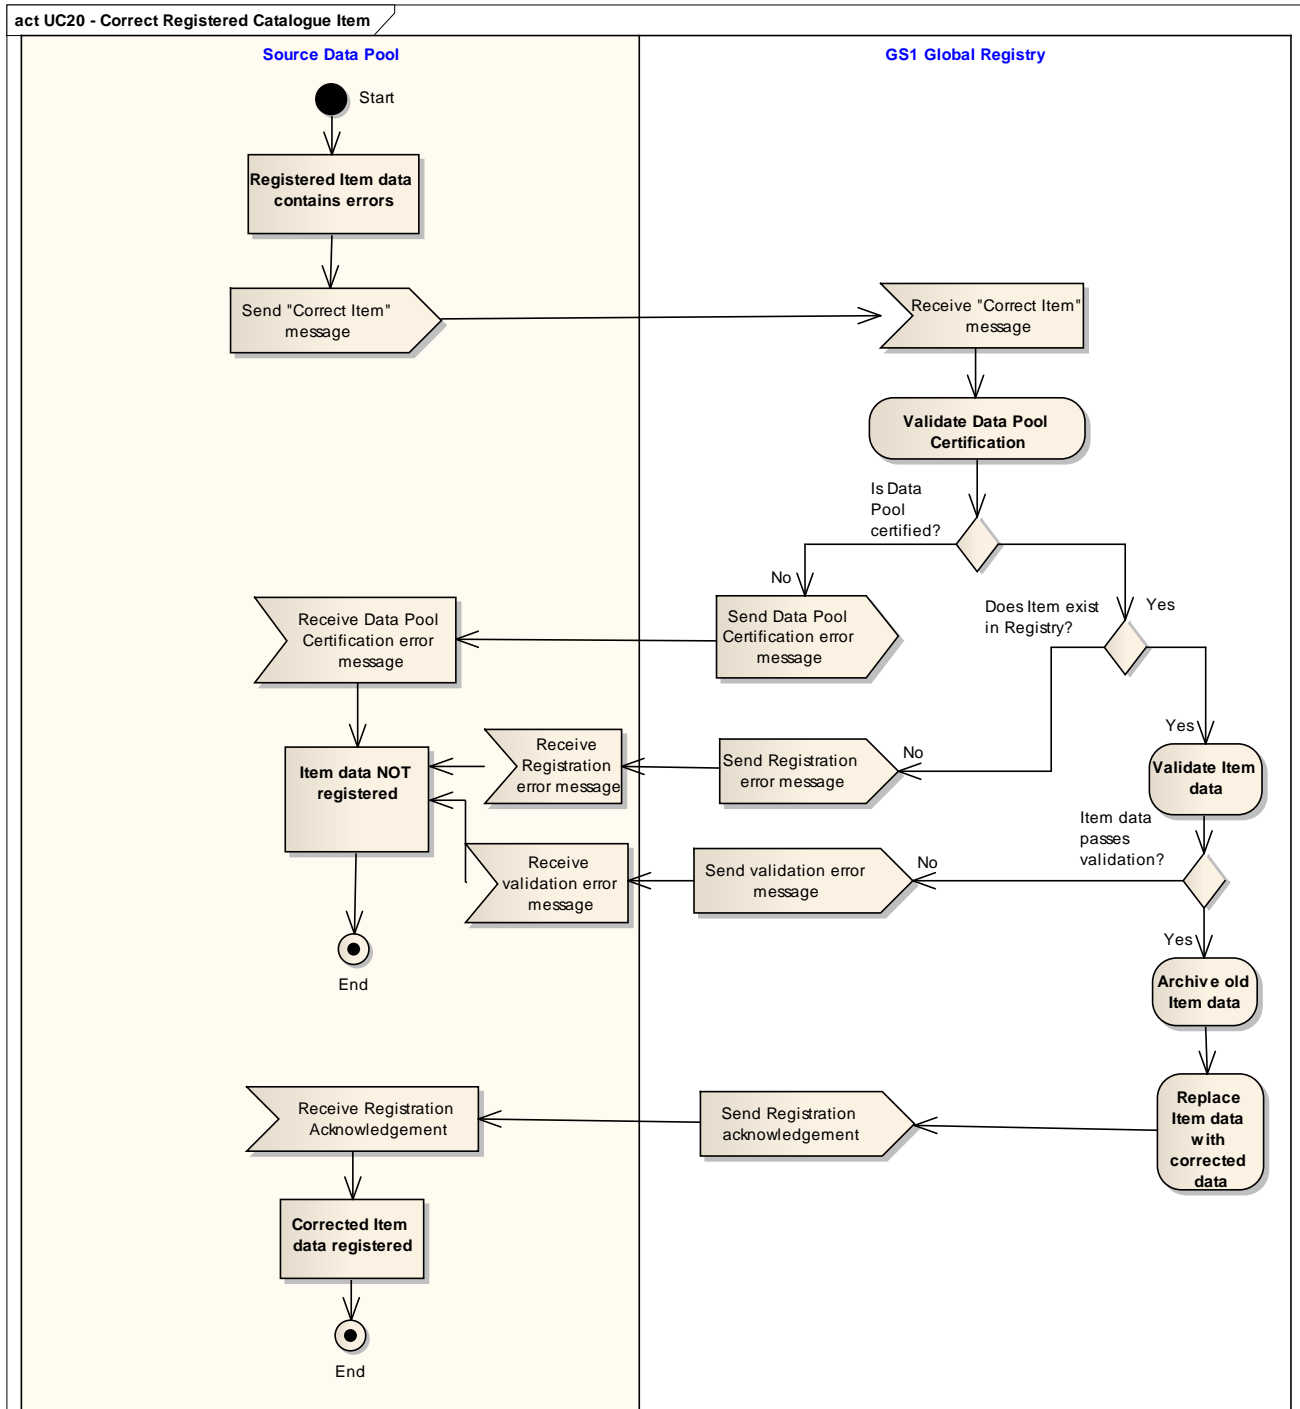 act UC20 - Correct Registered Catalogue Item
Source Data Pool
GS1 Global Registry
Start
Registered Item data
contains errors
Send "Correct Item"
message
Receive "Correct Item"
message
Validate Data Pool
Certification
Is Data
Pool
certified?
No
Yes
Does Item exist
in Registry?
Send Data Pool
Certification error
message
Receive Data Pool
Certification error
message
No
Yes
Send Registration
error message
Receive
Registration
error message
Item data NOT
registered
Validate Item
data
Item data
passes
validation?
No
Send validation error
message
Receive
validation error
message
End
Yes
Archive old
Item data
Replace
Item data
with
corrected
data
Send Registration
acknowledgement
Receive Registration
Acknowledgement
Corrected Item
data registered
End